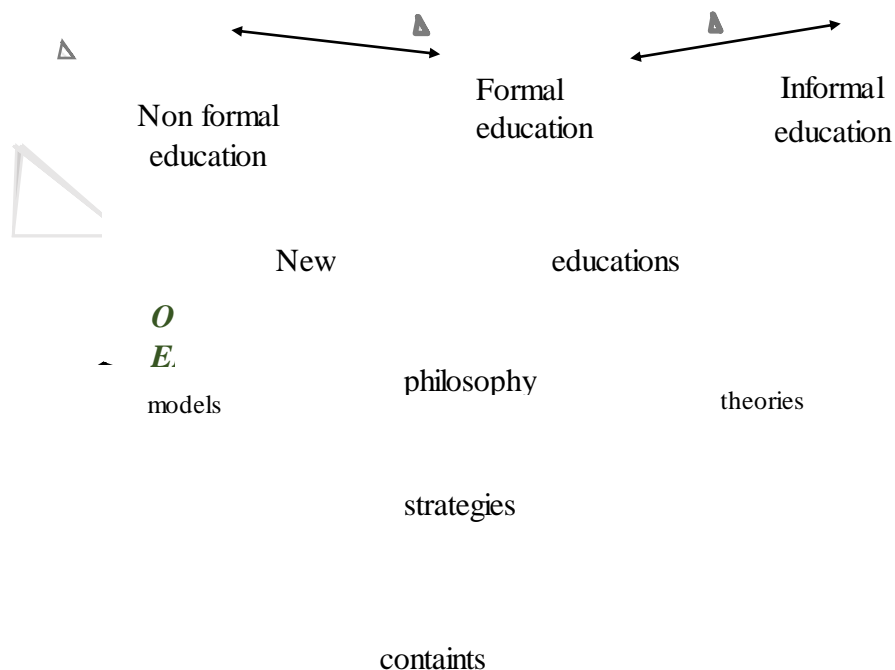 Non formal
education
Formal
education
Informal
education
New educations
O
E
models
philosophy
theories
strategies
containts